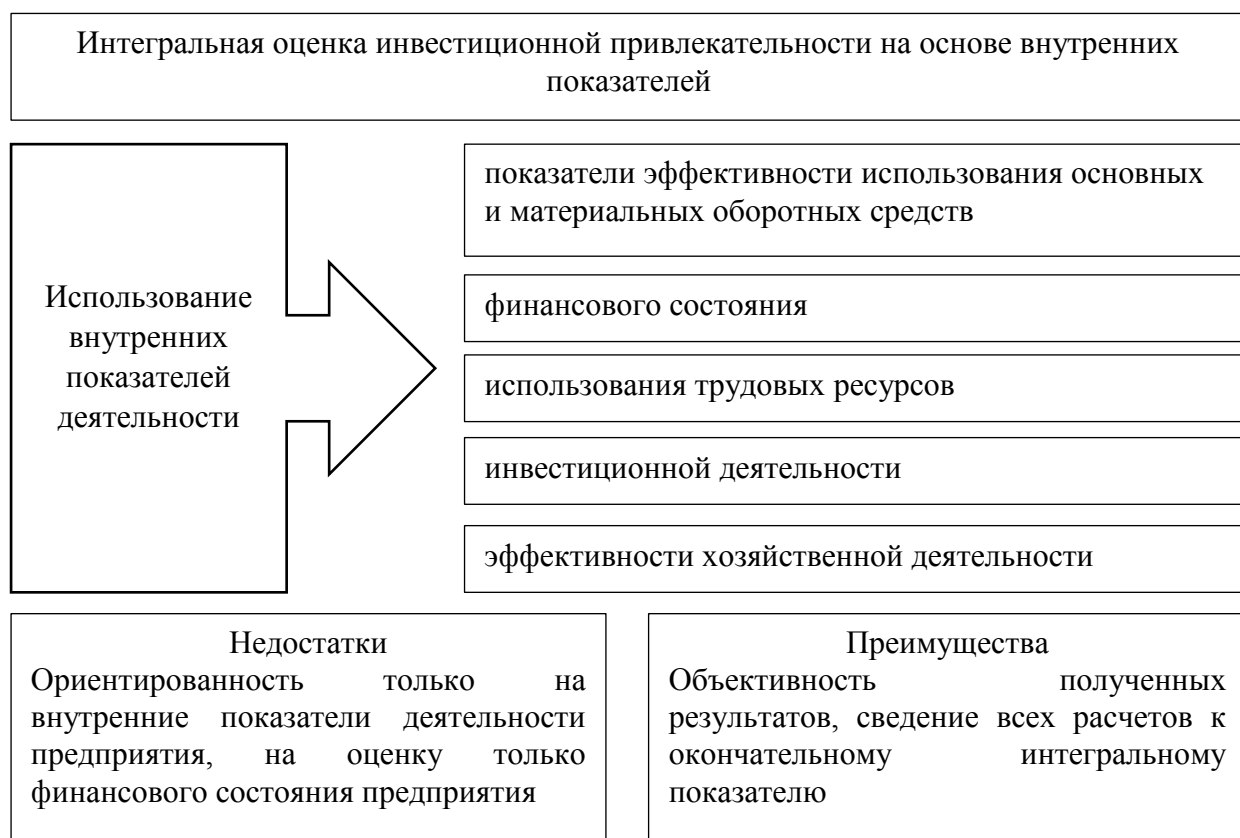 Интегральная оценка инвестиционной привлекательности на основе внутренних
показателей
Использование
внутренних
показателей
деятельности
показатели эффективности использования основных
и материальных оборотных средств
финансового состояния
использования трудовых ресурсов
инвестиционной деятельности
эффективности хозяйственной деятельности
Недостатки
Ориентированность только на
внутренние показатели деятельности
предприятия, на оценку только
финансового состояния предприятия
Преимущества
Объективность полученных
результатов, сведение всех расчетов к
окончательному интегральному
показателю